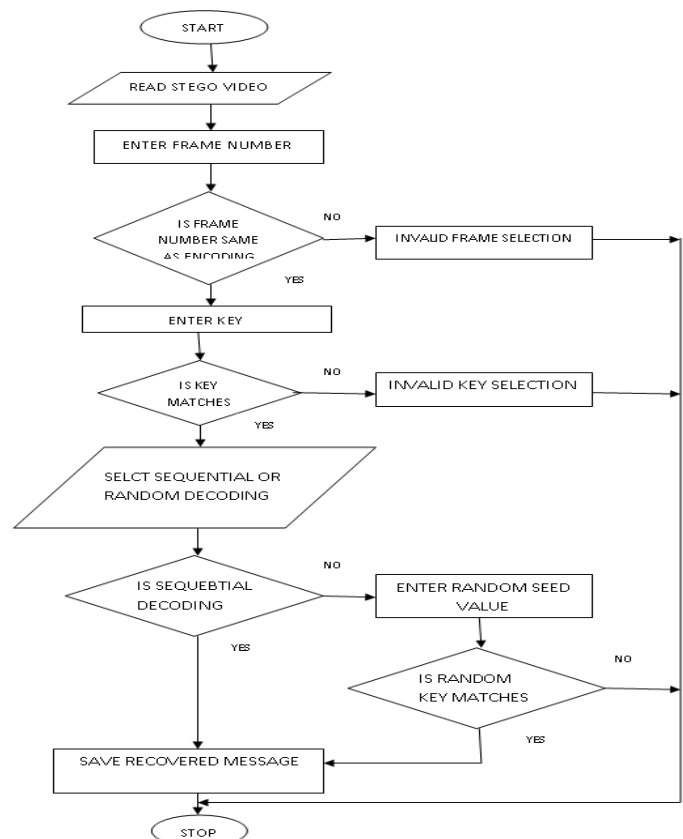 START
READ STEGO VIDEO
ENTER FRAME NUMBER
IS FRAME
NUMBER SAME
AS ENCODING
NO
INVALID FRAME SELECTION
YES
ENTER KEY
IS KEY
MATCHES
NO
INVALID KEY SELECTION
YES
SELCT SEQUENTIAL OR
RANDOM DECODING
IS SEQUEBTIAL
DECODING
NO
ENTER RANDOM SEED
VALUE
YES
IS RANDOM
KEY MATCHES
NO
YES
SAVE RECOVERED MESSAGE
STOP